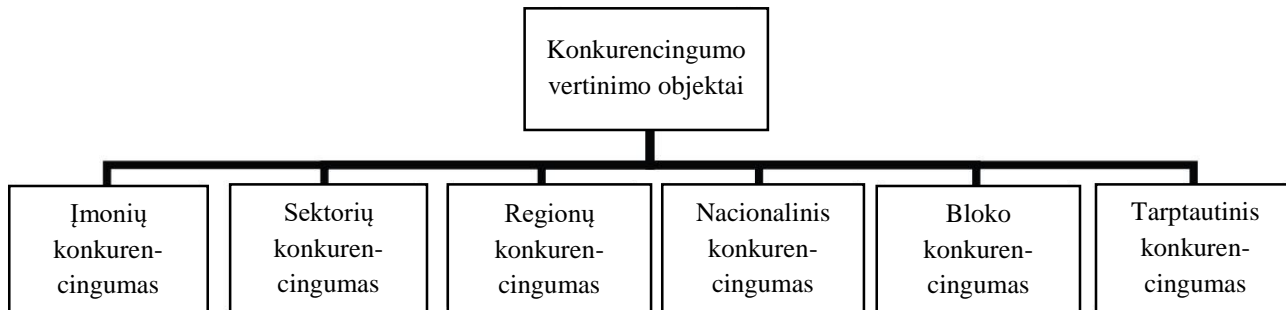 Konkurencingumo
vertinimo objektai
Įmonių
konkuren-
cingumas
Sektorių
konkuren-
cingumas
Regionų
konkuren-
cingumas
Nacionalinis
konkuren-
cingumas
Bloko
konkuren-
cingumas
Tarptautinis
konkuren-
cingumas